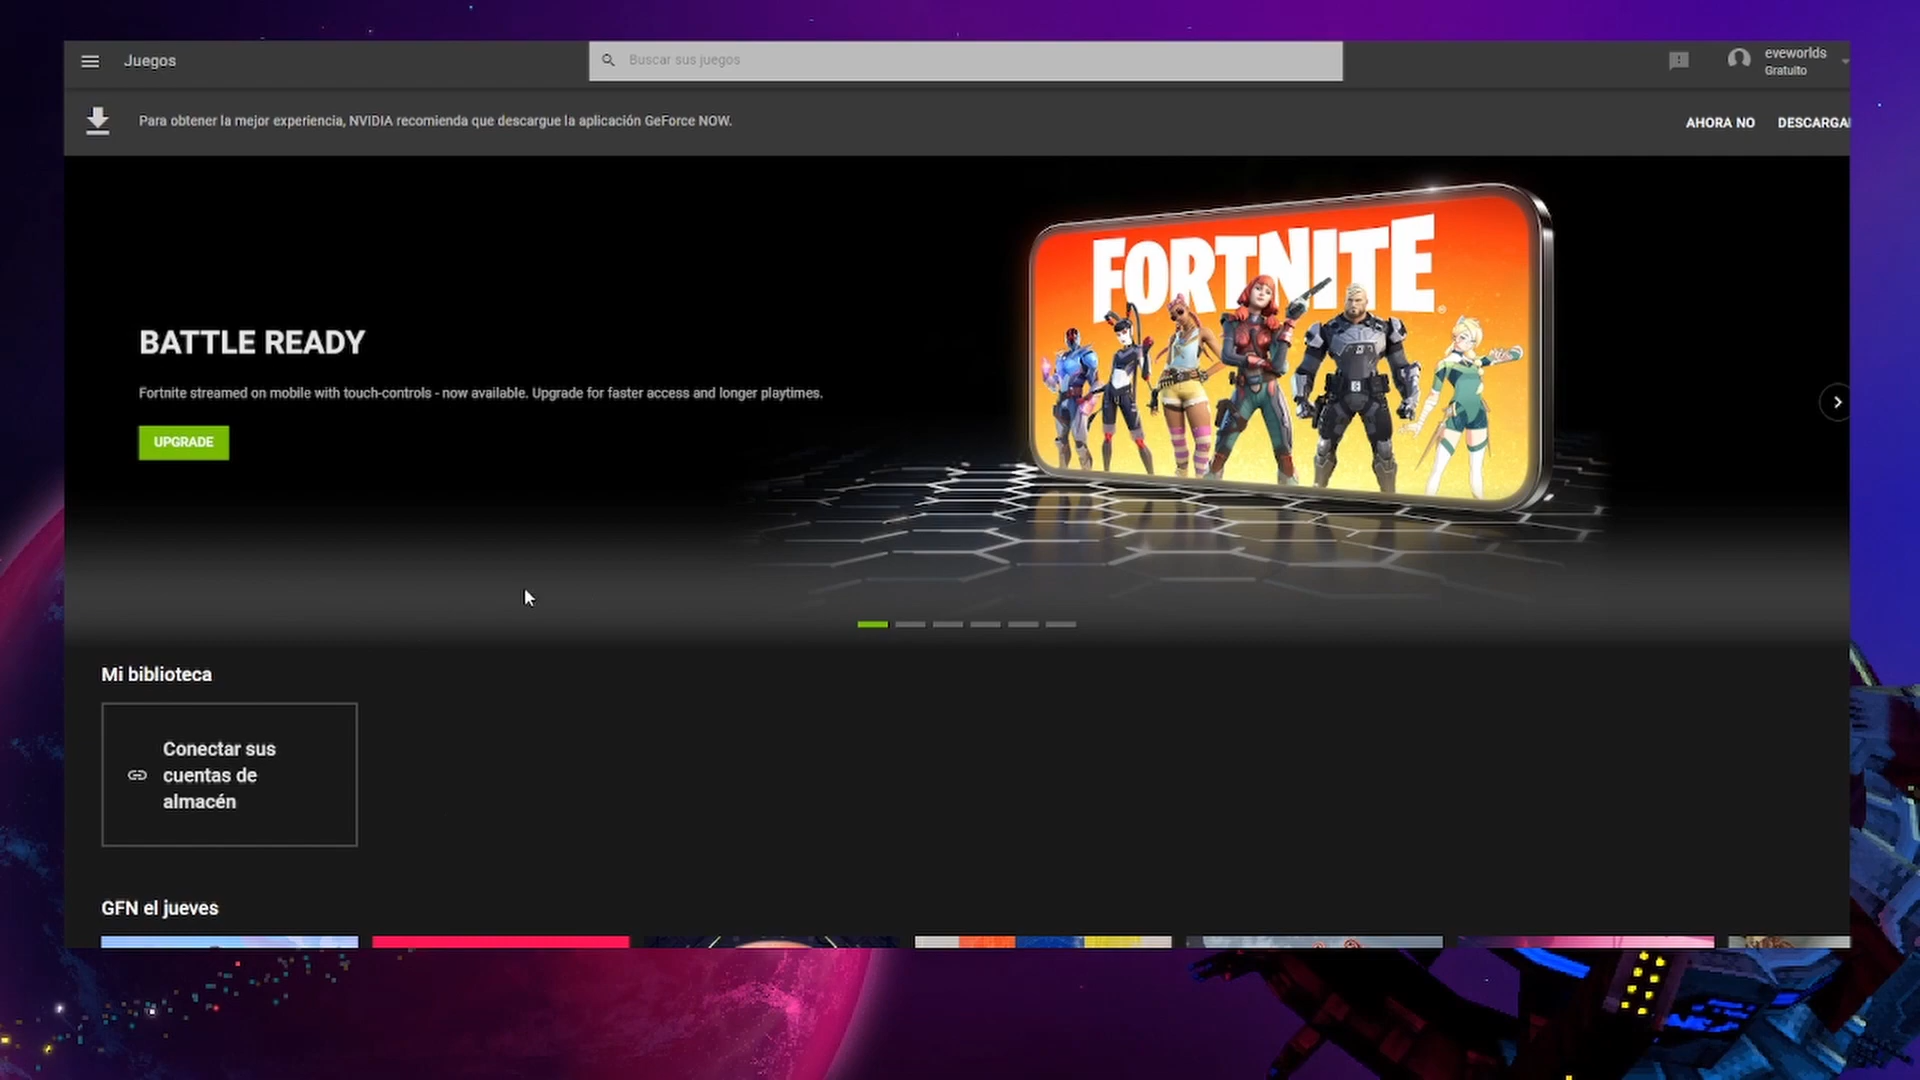 Juegos
Buscar sus juegos
eveworlds
Gratuito
Para obtener la mejor experiencia, NVIDIA recomienda que descargue la aplicación GeForce NOW.
AHORA NO
DESCARGA
FORTNITE
BATTLE READY
Fortnite streamed on mobile with touch-controls - now available. Upgrade for faster access and longer playtimes.
UPGRADE
Mi biblioteca
Conectar sus
cuentas de
almacén
GFN el jueves